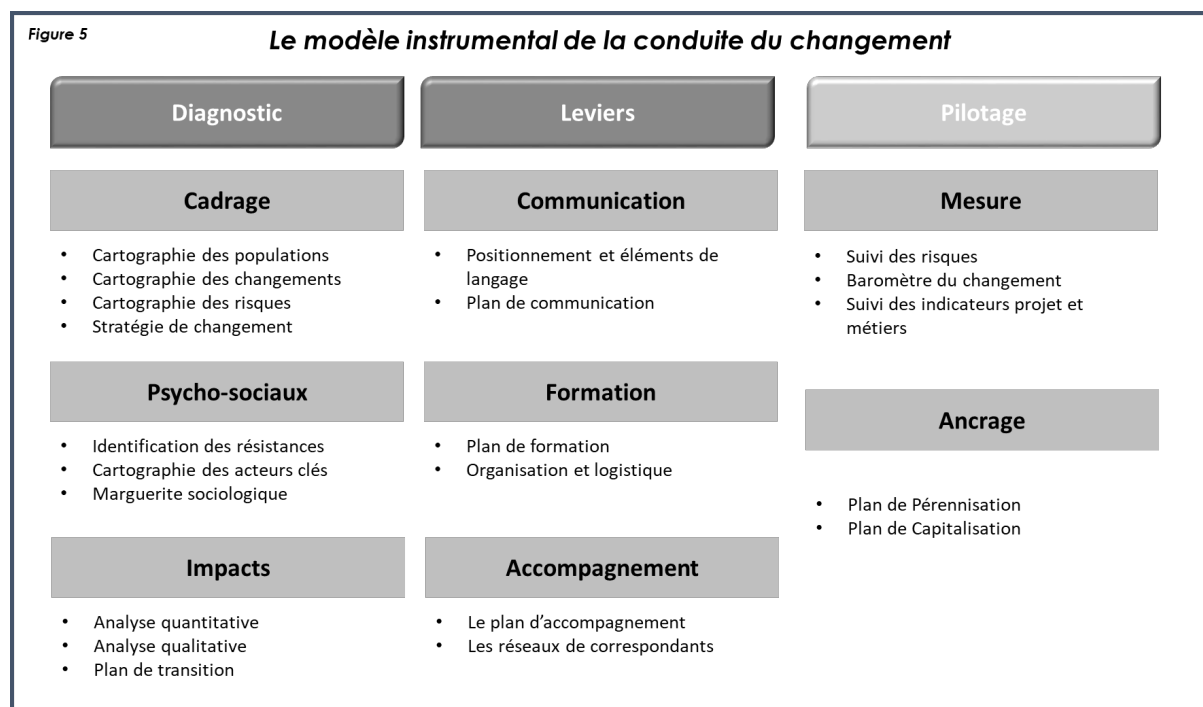 Figure 5
Le modèle instrumental de la conduite du changement
Diagnostic
Cadrage
• Cartographie des populations
• Cartographie des changements
• Cartographie des risques
• Stratégie de changement
Psycho-sociaux
• Identification des résistances
• Cartographie des acteurs clés
• Marguerite sociologique
Impacts
• Analyse quantitative
• Analyse qualitative
• Plan de transition
Leviers
Communication
• Positionnement et éléments de
langage
• Plan de communication
Formation
• Plan de formation
• Organisation et logistique
Accompagnement
• Le plan d’accompagnement
• Les réseaux de correspondants
Pilotage
Mesure
• Suivi des risques
• Baromètre du changement
• Suivi des indicateurs projet et
métiers
Ancrage
• Plan de Pérennisation
• Plan de Capitalisation